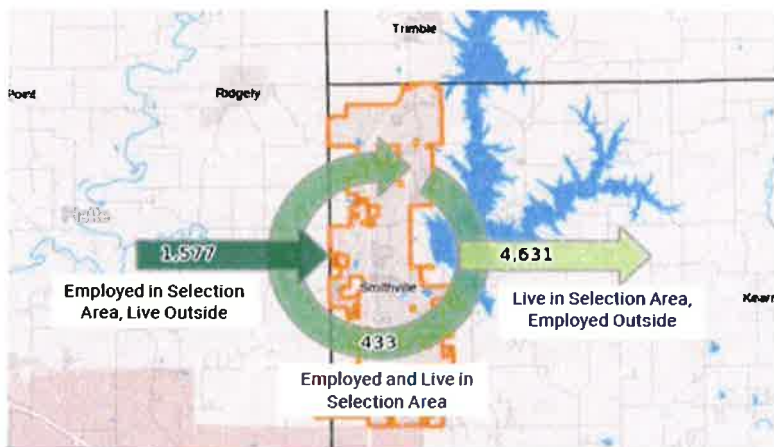 Trimble
Point
Ridgely
Platte
1,577
4,631
Employed in Selection
Area, Live Outside
Smithville
Live in Selection Area,
Employed Outside
Kearn
433
Employed and Live in
Selection Area